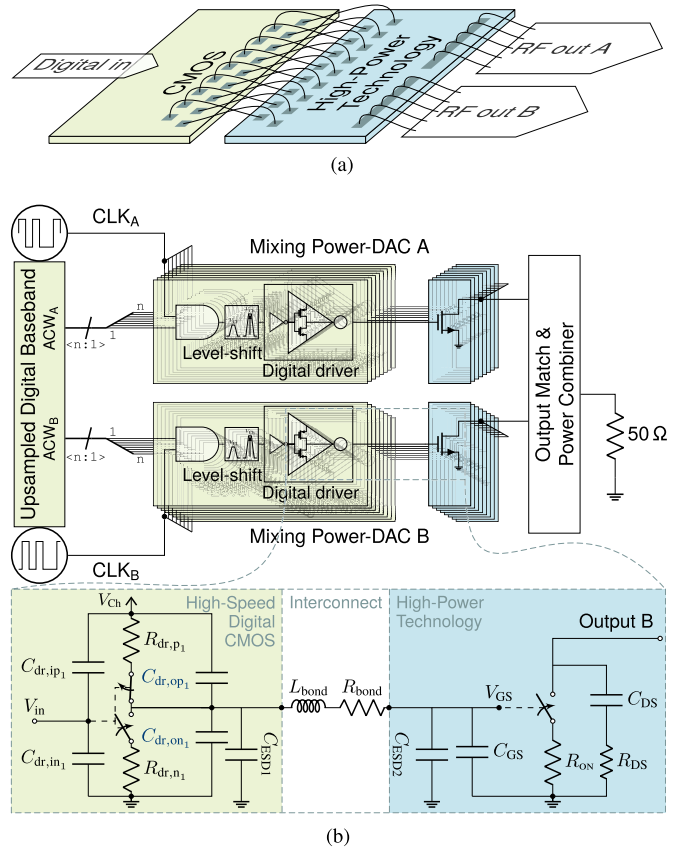 Digital in
CMOS
High-Power
Technology
RF out A
RF out B
(a)
CLK_A
Mixing Power-DAC A
Upsampled Digital Baseband
ACW_A
<n:1>
n
1
Level-shift
Digital driver
ACW_B
<n:1>
1
n
Level-shift
Digital driver
Mixing Power-DAC B
CLK_B
Output Match &
Power Combiner
50 Ω
High-Speed
Digital
CMOS
Interconnect
High-Power
Technology
Output B
V_Ch
R_dr,p₁
C_dr,ip₁
C_dr,op₁
V_in
C_dr,on₁
C_dr,in₁
R_dr,n₁
C_ESD1
L_bond
R_bond
C_ESD2
C_GS
V_GS
R_ON
C_DS
R_DS
(b)